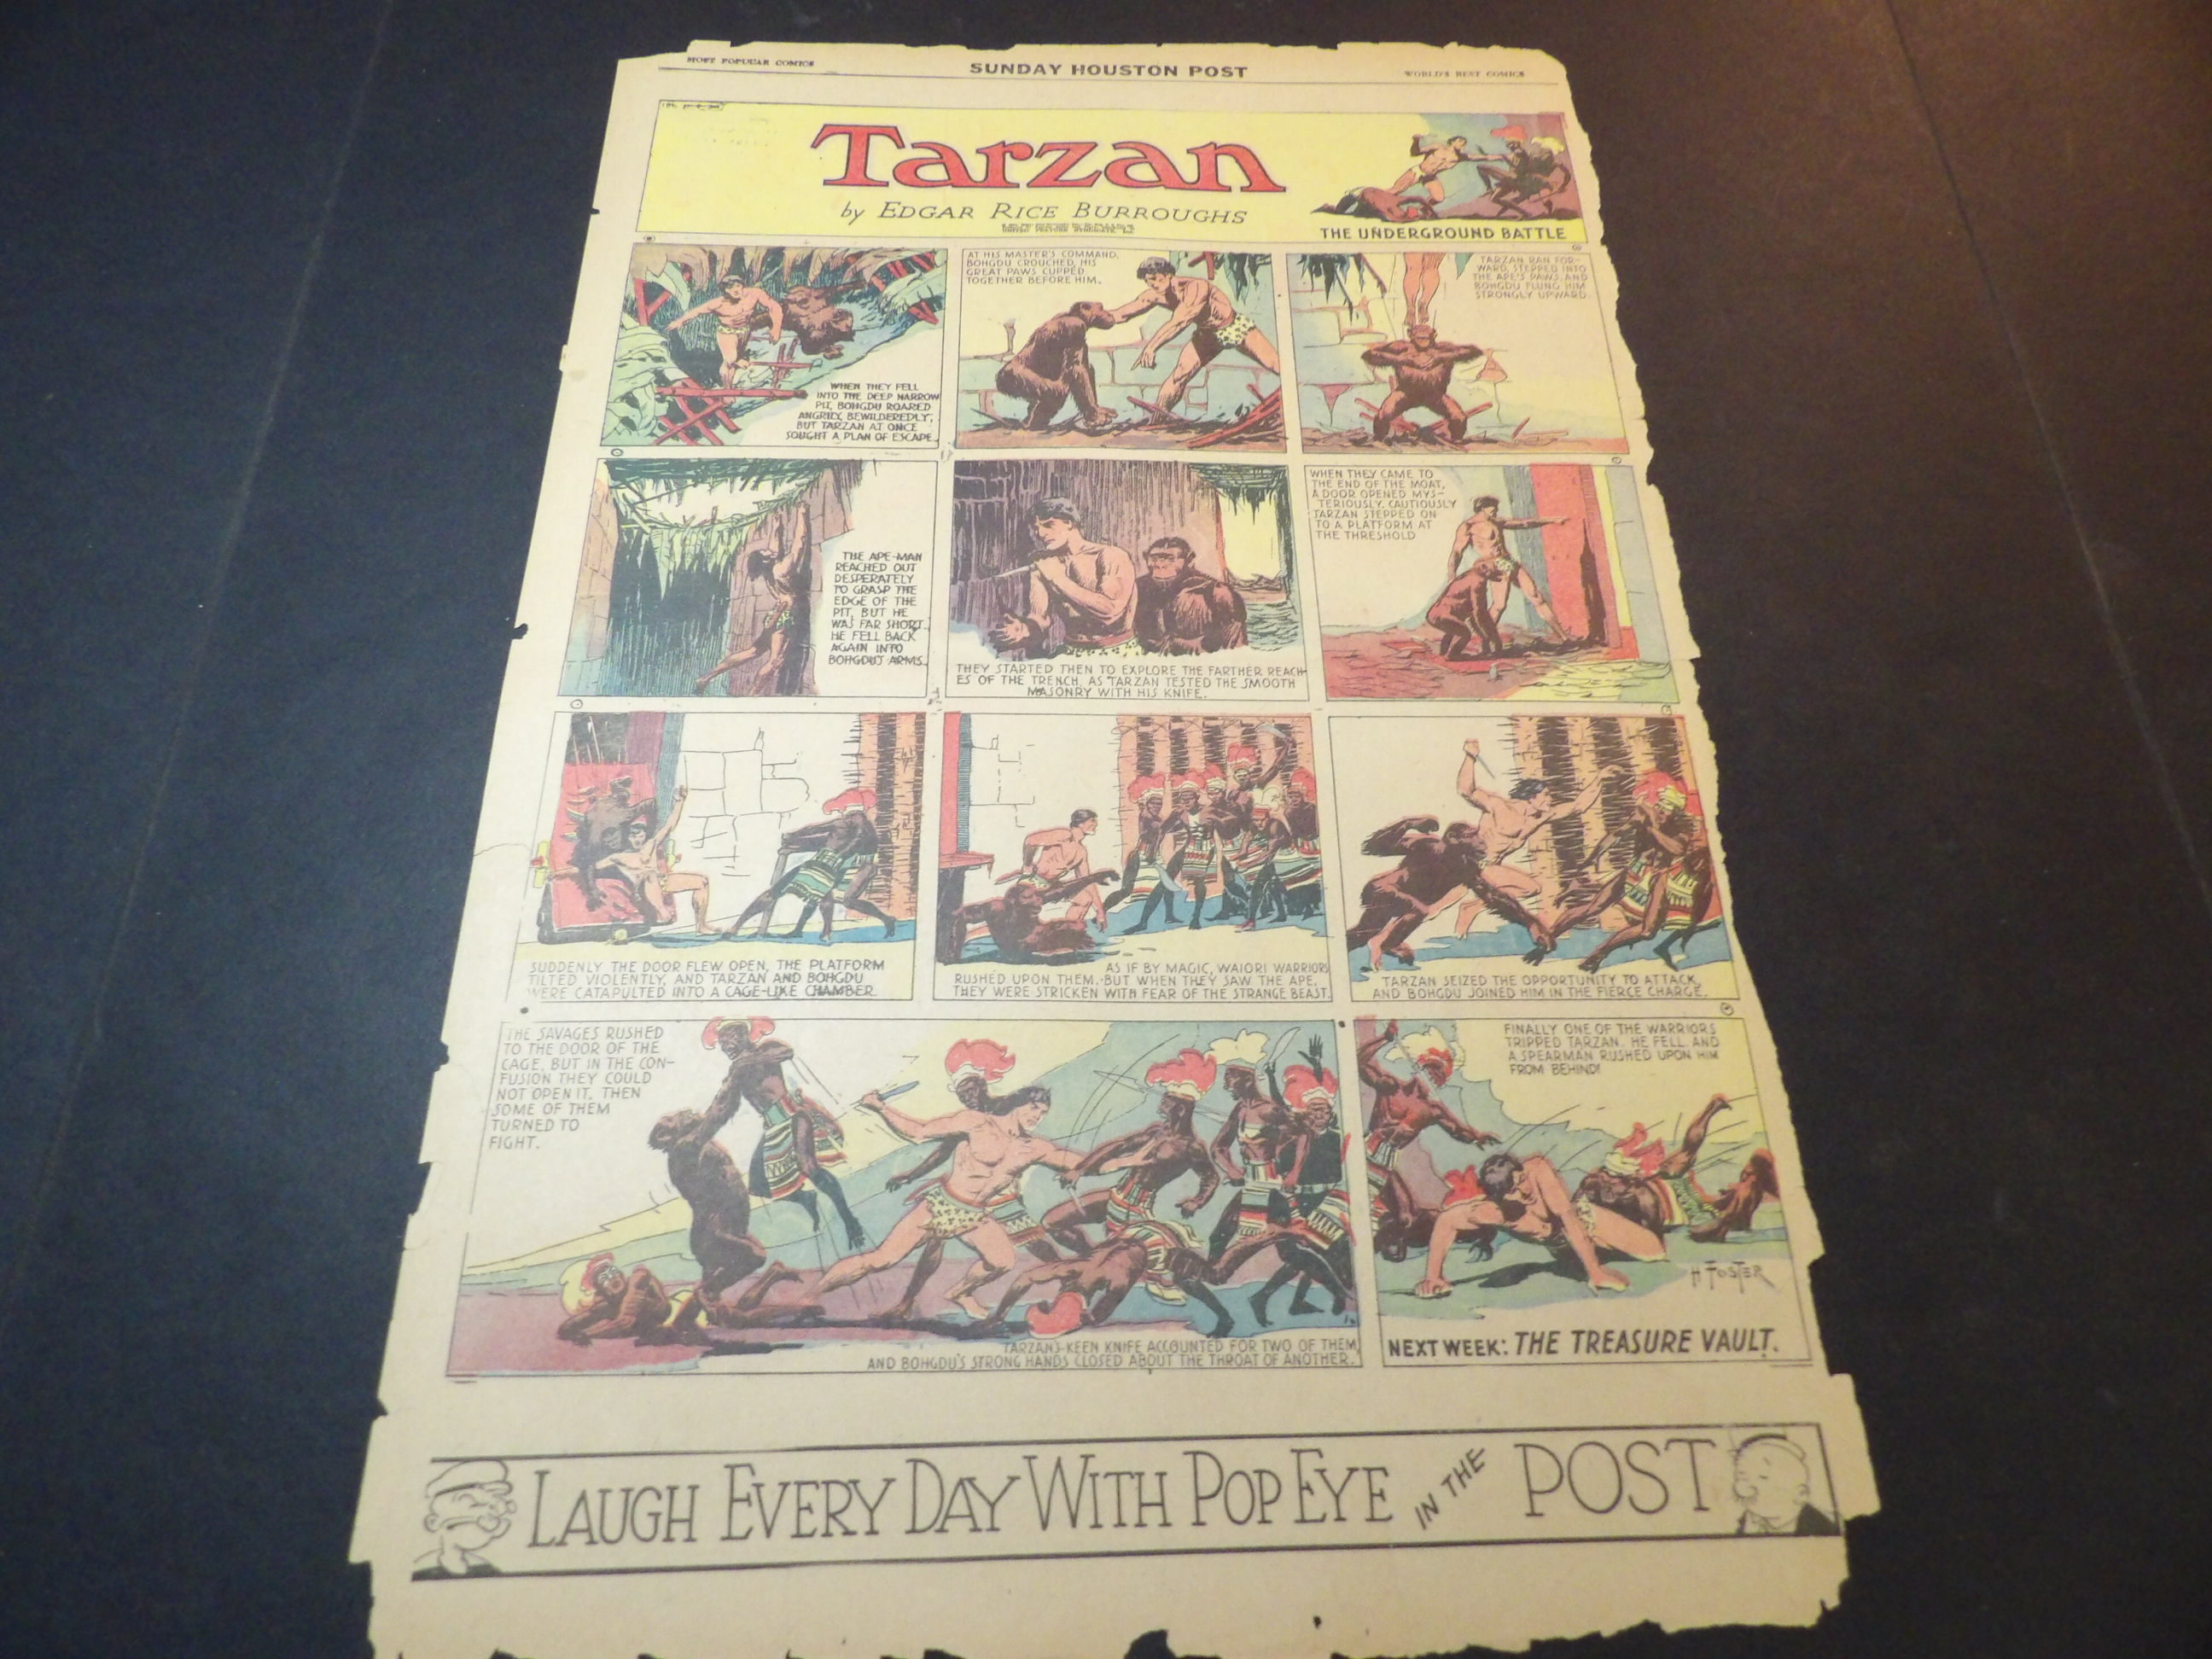 MOST POPULAR COMICS
SUNDAY HOUSTON POST
WORLD'S BEST COMICS
Tarzan
by EDGAR RICE BURROUGHS
THE UNDERGROUND BATTLE
WHEN THEY FELL
INTO THE DEEP NARROW
PIT, BOHGDU ROARED
ANGRILY, BEWILDEREDLY;
BUT TARZAN AT ONCE
SOUGHT A PLAN OF ESCAPE.
AT HIS MASTER'S COMMAND,
BOHGDU CROUCHED, HIS
GREAT PAWS CUPPED
TOGETHER BEFORE HIM.
TARZAN RAN FOR-
WARD, STEPPED INTO
THE APE'S PAWS, AND
BOHGDU FLUNG HIM
STRONGLY UPWARD.
THE APE-MAN
REACHED OUT
DESPERATELY
TO GRASP THE
EDGE OF THE
PIT, BUT HE
WAS FAR SHORT.
HE FELL BACK
AGAIN INTO
BOHGDU'S ARMS.
THEY STARTED THEN TO EXPLORE THE FARTHER REACH-
ES OF THE TRENCH, AS TARZAN TESTED THE SMOOTH
MASONRY WITH HIS KNIFE.
WHEN THEY CAME TO
THE END OF THE MOAT,
A DOOR OPENED MYS-
TERIOUSLY. CAUTIOUSLY
TARZAN STEPPED ON
TO A PLATFORM AT
THE THRESHOLD
SUDDENLY THE DOOR FLEW OPEN, THE PLATFORM
TILTED VIOLENTLY, AND TARZAN AND BOHGDU
WERE CATAPULTED INTO A CAGE-LIKE CHAMBER.
AS IF BY MAGIC, WAIORI WARRIORS
RUSHED UPON THEM. BUT WHEN THEY SAW THE APE,
THEY WERE STRICKEN WITH FEAR OF THE STRANGE BEAST.
TARZAN SEIZED THE OPPORTUNITY TO ATTACK,
AND BOHGDU JOINED HIM IN THE FIERCE CHARGE.
THE SAVAGES RUSHED
TO THE DOOR OF THE
CAGE, BUT IN THE CON-
FUSION THEY COULD
NOT OPEN IT. THEN
SOME OF THEM
TURNED TO
FIGHT.
TARZAN'S KEEN KNIFE ACCOUNTED FOR TWO OF THEM,
AND BOHGDU'S STRONG HANDS CLOSED ABOUT THE THROAT OF ANOTHER.
FINALLY ONE OF THE WARRIORS
TRIPPED TARZAN. HE FELL. AND
A SPEARMAN RUSHED UPON HIM
FROM BEHIND!
H FOSTER
NEXT WEEK: THE TREASURE VAULT.
LAUGH EVERY DAY WITH POP EYE IN THE POST